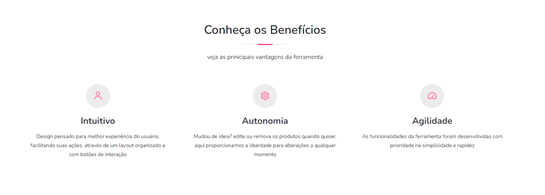 Conheça os Benefícios
veja as prinicipais vantagens da ferramenta
Intuitivo
Design pensado para melhor experiência do usuário,
facilitando suas ações, através de um layout organizado e
com botões de interação
Autonomia
Mudou de ideia? edite ou remova os produtos quando quiser,
aqui proporcionamos a liberdade para alterações a qualquer
momento
Agilidade
As funcionalidades da ferramenta foram desenvolvidas com
prioridade na simplicidade e rapidez